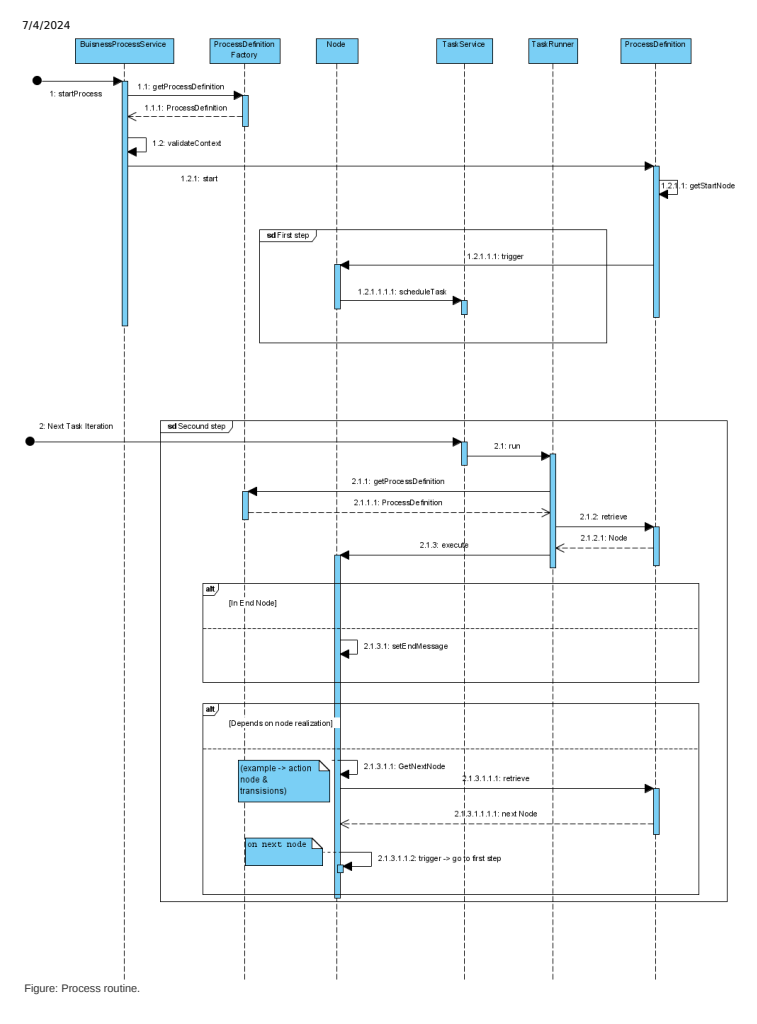 7/4/2024
BuisnessProcessService
ProcessDefinition
Factory
Node
TaskService
TaskRunner
ProcessDefinition
1: startProcess
1.1: getProcessDefinition
1.1.1: ProcessDefinition
1.2: validateContext
1.2.1: start
1.2.1.1: getStartNode
sd First step
1.2.1.1.1: trigger
1.2.1.1.1.1: scheduleTask
2: Next Task Iteration
sd Secound step
2.1: run
2.1.1: getProcessDefinition
2.1.1.1: ProcessDefinition
2.1.2: retrieve
2.1.2.1: Node
2.1.3: execute
alt
[In End Node]
2.1.3.1: setEndMessage
alt
[Depends on node realization]
(example -> action
node &
transisions)
2.1.3.1.1: GetNextNode
2.1.3.1.1.1: retrieve
2.1.3.1.1.1.1: next Node
on next node
2.1.3.1.1.2: trigger -> go to first step
Figure: Process routine.